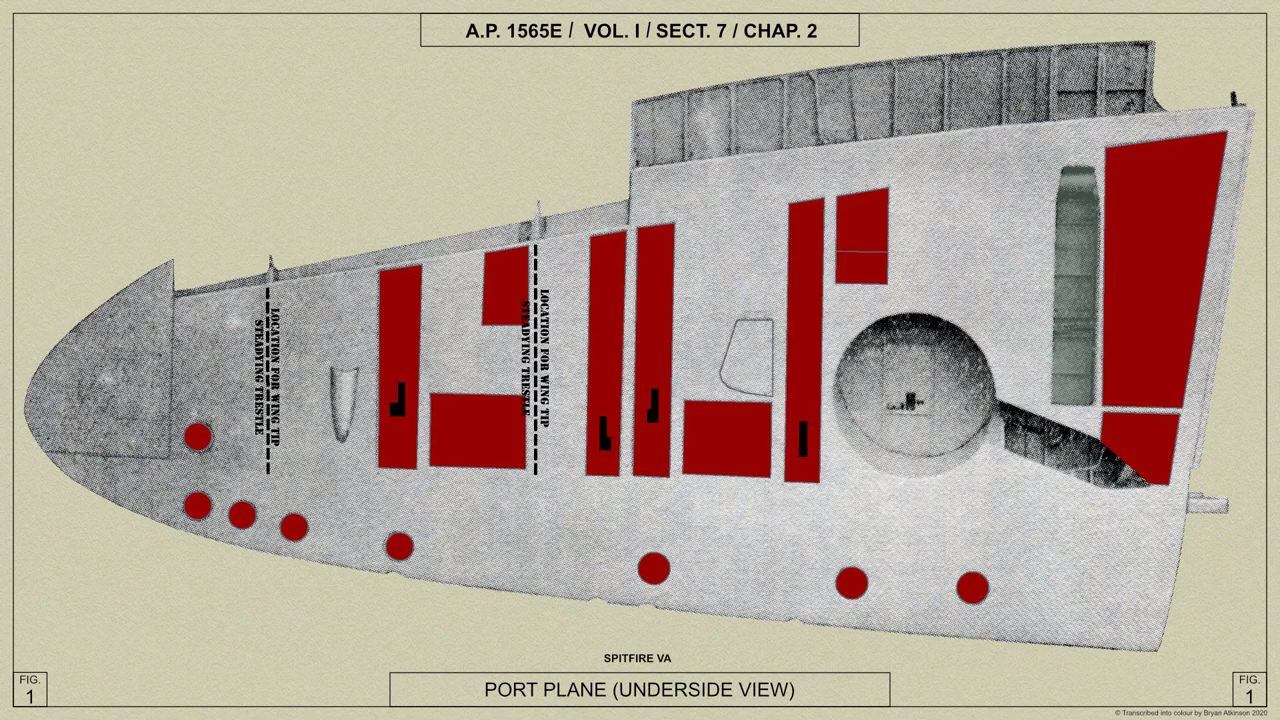 A.P. 1565E / VOL. I / SECT. 7 / CHAP. 2
LOCATION FOR WING TIP
STEADYING TRESTLE
LOCATION FOR WING TIP
STEADYING TRESTLE
SPITFIRE VA
FIG.
1
PORT PLANE (UNDERSIDE VIEW)
FIG.
1
© Transcribed into colour by Bryan Atkinson 2020